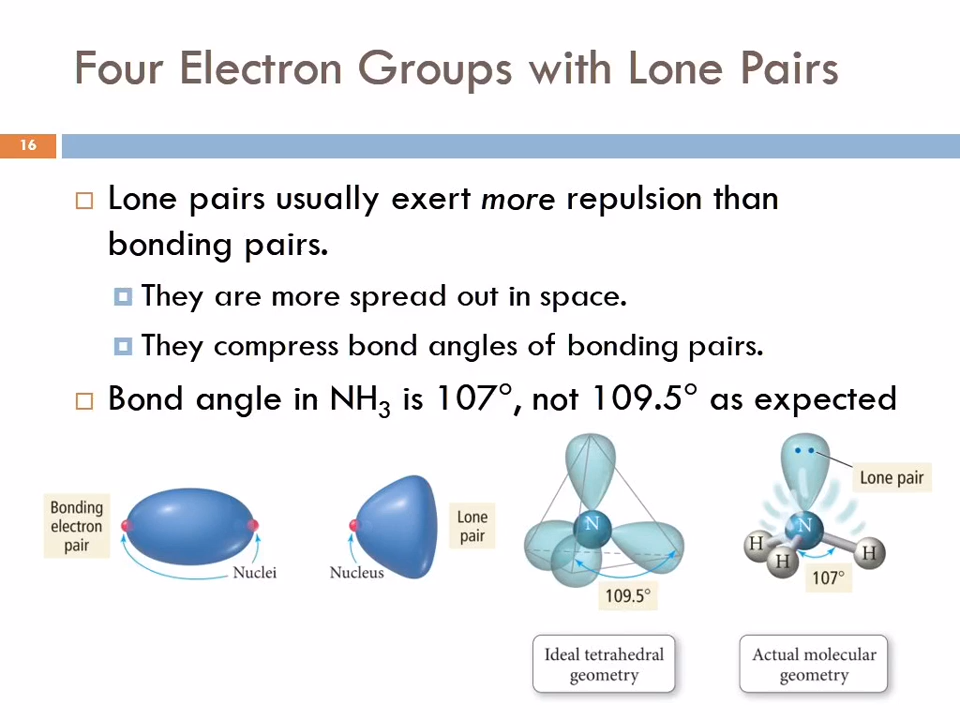 Four Electron Groups with Lone Pairs
16
Lone pairs usually exert more repulsion than
bonding pairs.
They are more spread out in space.
They compress bond angles of bonding pairs.
Bond angle in NH₃ is 107°, not 109.5° as expected
Bonding
electron
pair
Nuclei
Nucleus
Lone
pair
N
109.5°
Ideal tetrahedral
geometry
Lone pair
N
H
H
H
107°
Actual molecular
geometry